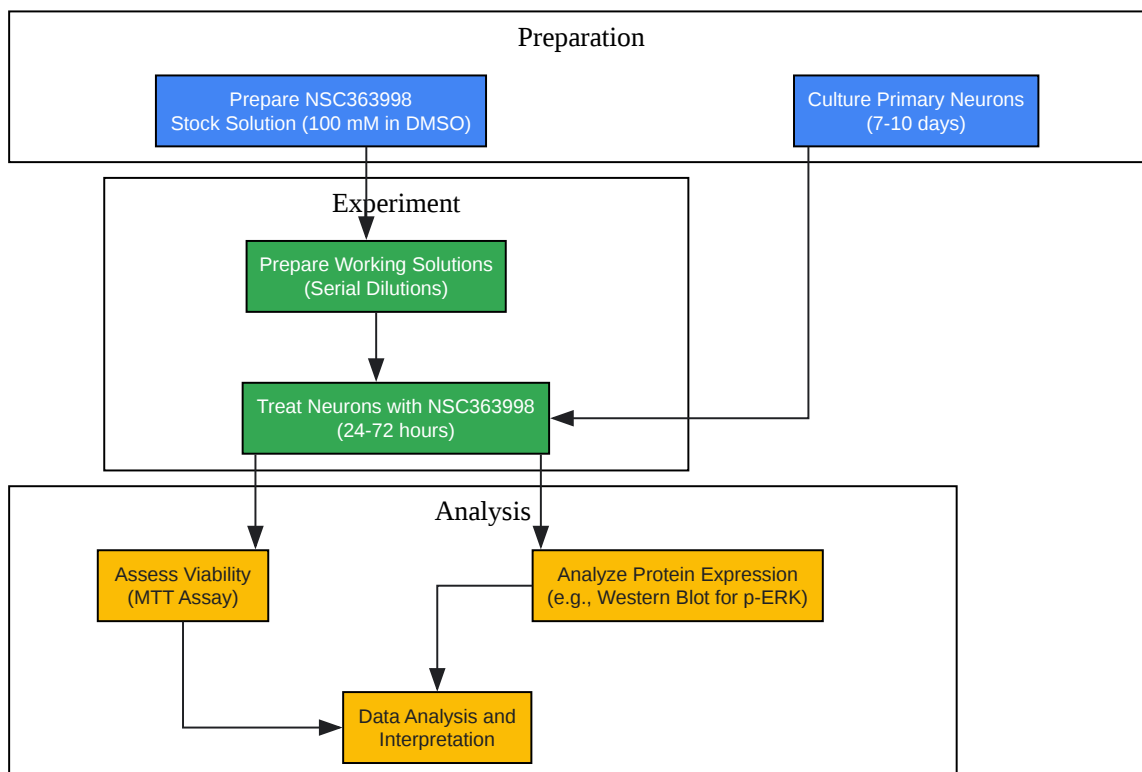 Preparation
Prepare NSC363998
Stock Solution (100 mM in DMSO)
Culture Primary Neurons
(7-10 days)
Experiment
Prepare Working Solutions
(Serial Dilutions)
Treat Neurons with NSC363998
(24-72 hours)
Analysis
Assess Viability
(MTT Assay)
Analyze Protein Expression
(e.g., Western Blot for p-ERK)
Data Analysis and
Interpretation